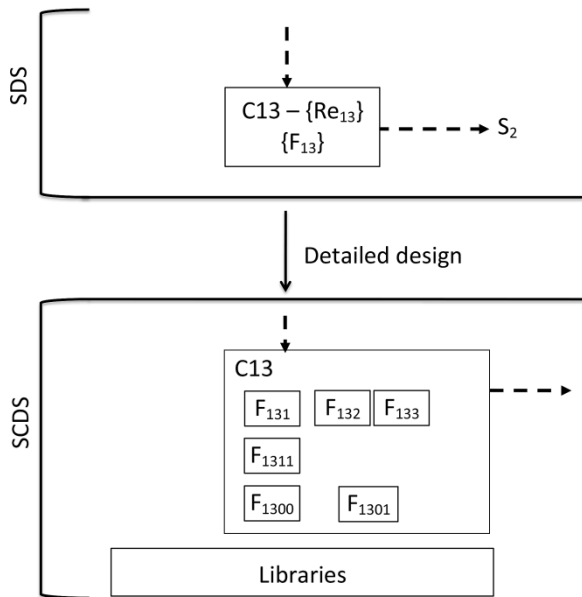 SDS
C13 – {Re₁₃}
{F₁₃}
S₂
Detailed design
SCDS
C13
F₁₃₁ F₁₃₂ F₁₃₃
F₁₃₁₁
F₁₃₀₀ F₁₃₀₁
Libraries